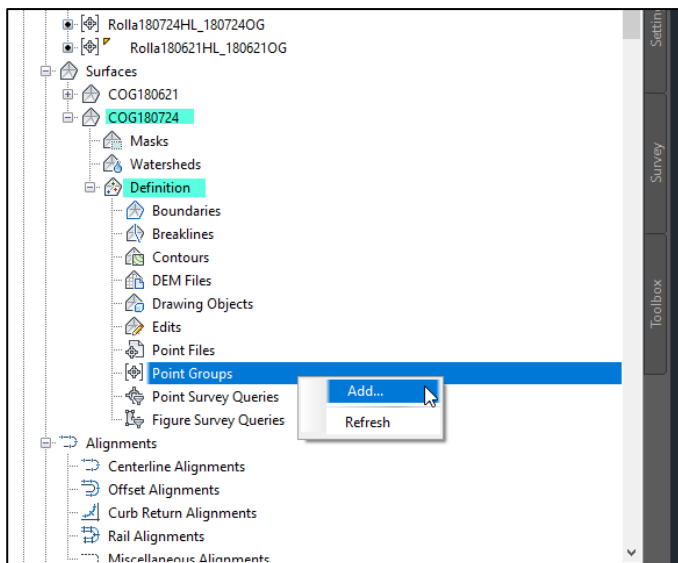 Rolla180724HL_180724OG
Rolla180621HL_180621OG
Surfaces
COG180621
COG180724
Masks
Watersheds
Definition
Boundaries
Breaklines
Contours
DEM Files
Drawing Objects
Edits
Point Files
Point Groups
Add...
Point Survey Queries
Refresh
Figure Survey Queries
Alignments
Centerline Alignments
Offset Alignments
Curb Return Alignments
Rail Alignments
Miscellaneous Alignments
Survey
Toolbox